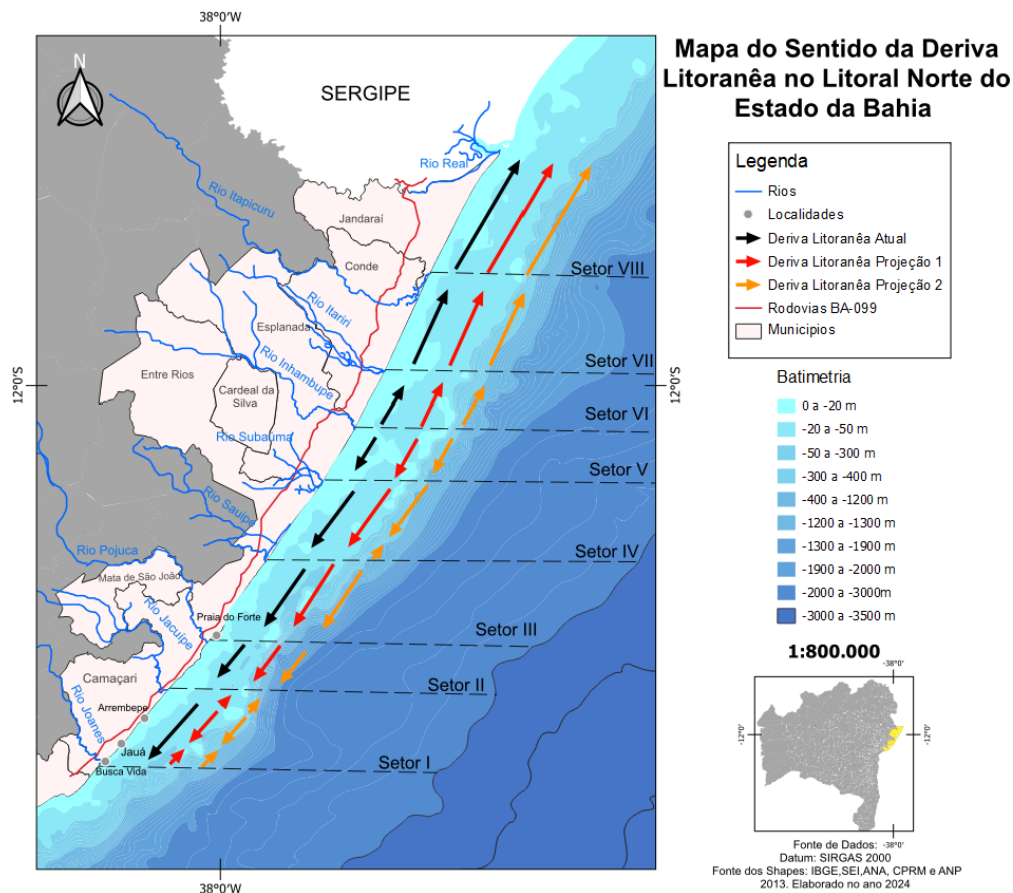 38°0'W
Mapa do Sentido da Deriva
Litoranêa no Litoral Norte do
Estado da Bahia
N
SERGIPE
Legenda
Rios
Localidades
Deriva Litoranêa Atual
Deriva Litoranêa Projeção 1
Deriva Litoranêa Projeção 2
Rodovias BA-099
Municipios
Rio Real
Rio Itapicuru
Jandaraí
Conde
Setor VIII
Rio Itariri
Esplanada
Setor VII
Rio Inhambupe
Entre Rios
Cardeal da
Silva
12°0'S
12°0'S
Setor VI
Rio Subaúma
Setor V
Rio Sauipe
Setor IV
Rio Pojuca
Mata de São João
Rio Jacuípe
Praia do Forte
Setor III
Camaçari
Setor II
Rio Joanes
Arrembepe
Jauá
Busca Vida
Setor I
38°0'W
Batimetria
0 a -20 m
-20 a -50 m
-50 a -300 m
-300 a -400 m
-400 a -1200 m
-1200 a -1300 m
-1300 a -1900 m
-1900 a -2000 m
-2000 a -3000m
-3000 a -3500 m
1:800.000
-38°0'
-12°0'
-12°0'
-38°0'
Fonte de Dados:
Datum: SIRGAS 2000
Fonte dos Shapes: IBGE,SEI,ANA, CPRM e ANP
2013. Elaborado no ano 2024